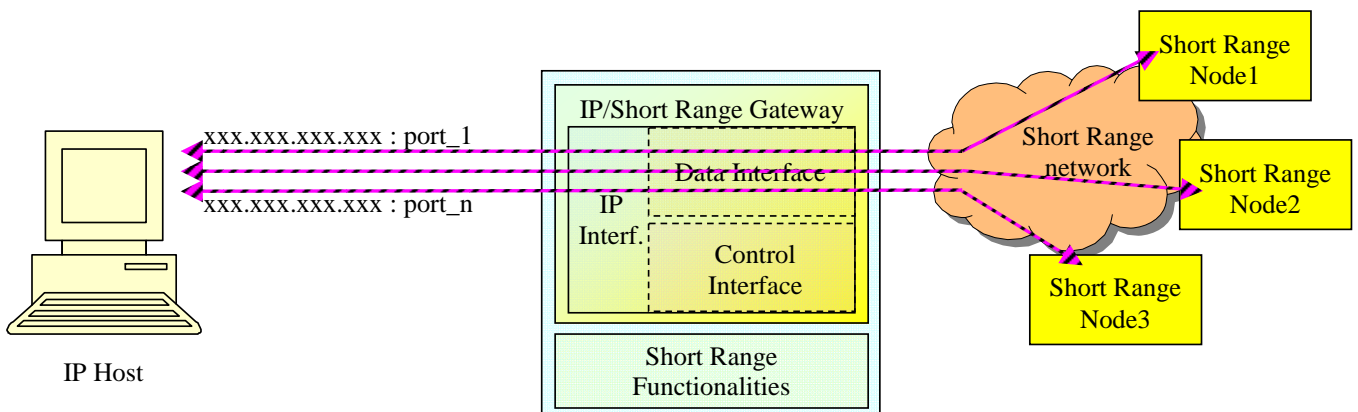 Short Range
Node1
IP/Short Range Gateway
xxx.xxx.xxx.xxx : port_1
Short Range
network
Data Interface
Short Range
Node2
xxx.xxx.xxx.xxx : port_n
IP
Interf.
Control
Interface
Short Range
Node3
IP Host
Short Range
Functionalities